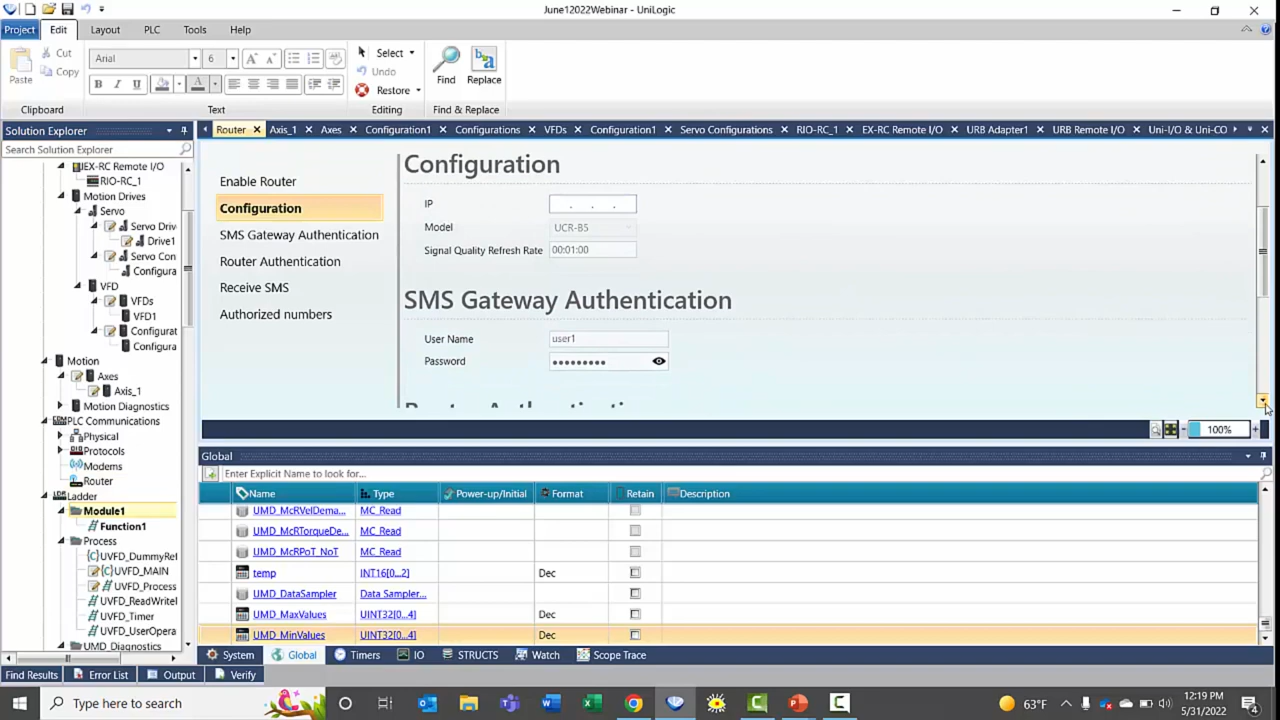 June12022Webinar - UniLogic
Project Edit Layout PLC Tools Help
Paste
Cut
Copy
Arial 6
B I U
Select
Undo
Restore
Find Replace
Clipboard Text Editing Find & Replace
Solution Explorer
Search Solution Explorer
EX-RC Remote I/O
RIO-RC_1
Motion Drives
Servo
Servo Driv
Drive1
Servo Con
Configura
VFD
VFDs
VFD1
Configurat
Configura
Motion
Axes
Axis_1
Motion Diagnostics
PLC Communications
Physical
Protocols
Modems
Router
Ladder
Module1
Function1
Process
UVFD_DummyRel
UVFD_MAIN
UVFD_Process
UVFD_ReadWriteI
UVFD_Timer
UVFD_UserOpera
UMD_Diagnostics
Router Axis_1 Axes Configuration1 Configurations VFDs Configuration1 Servo Configurations RIO-RC_1 EX-RC Remote I/O URB Adapter1 URB Remote I/O Uni-I/O & Uni-CO
Enable Router
Configuration
SMS Gateway Authentication
Router Authentication
Receive SMS
Authorized numbers
Configuration
IP . . .
Model UCR-B5
Signal Quality Refresh Rate 00:01:00
SMS Gateway Authentication
User Name user1
Password •••••••••
100%
Global
Enter Explicit Name to look for...
Name Type Power-up/Initial Format Retain Description
UMD_McRVelDema... MC_Read
UMD_McRTorqueDe... MC_Read
UMD_McRPoT_NoT MC_Read
temp INT16[0...2] Dec
UMD_DataSampler Data Sampler...
UMD_MaxValues UINT32[0...4] Dec
UMD_MinValues UINT32[0...4] Dec
System Global Timers IO STRUCTS Watch Scope Trace
Find Results Error List Output Verify
Type here to search
63°F
12:19 PM
5/31/2022
4